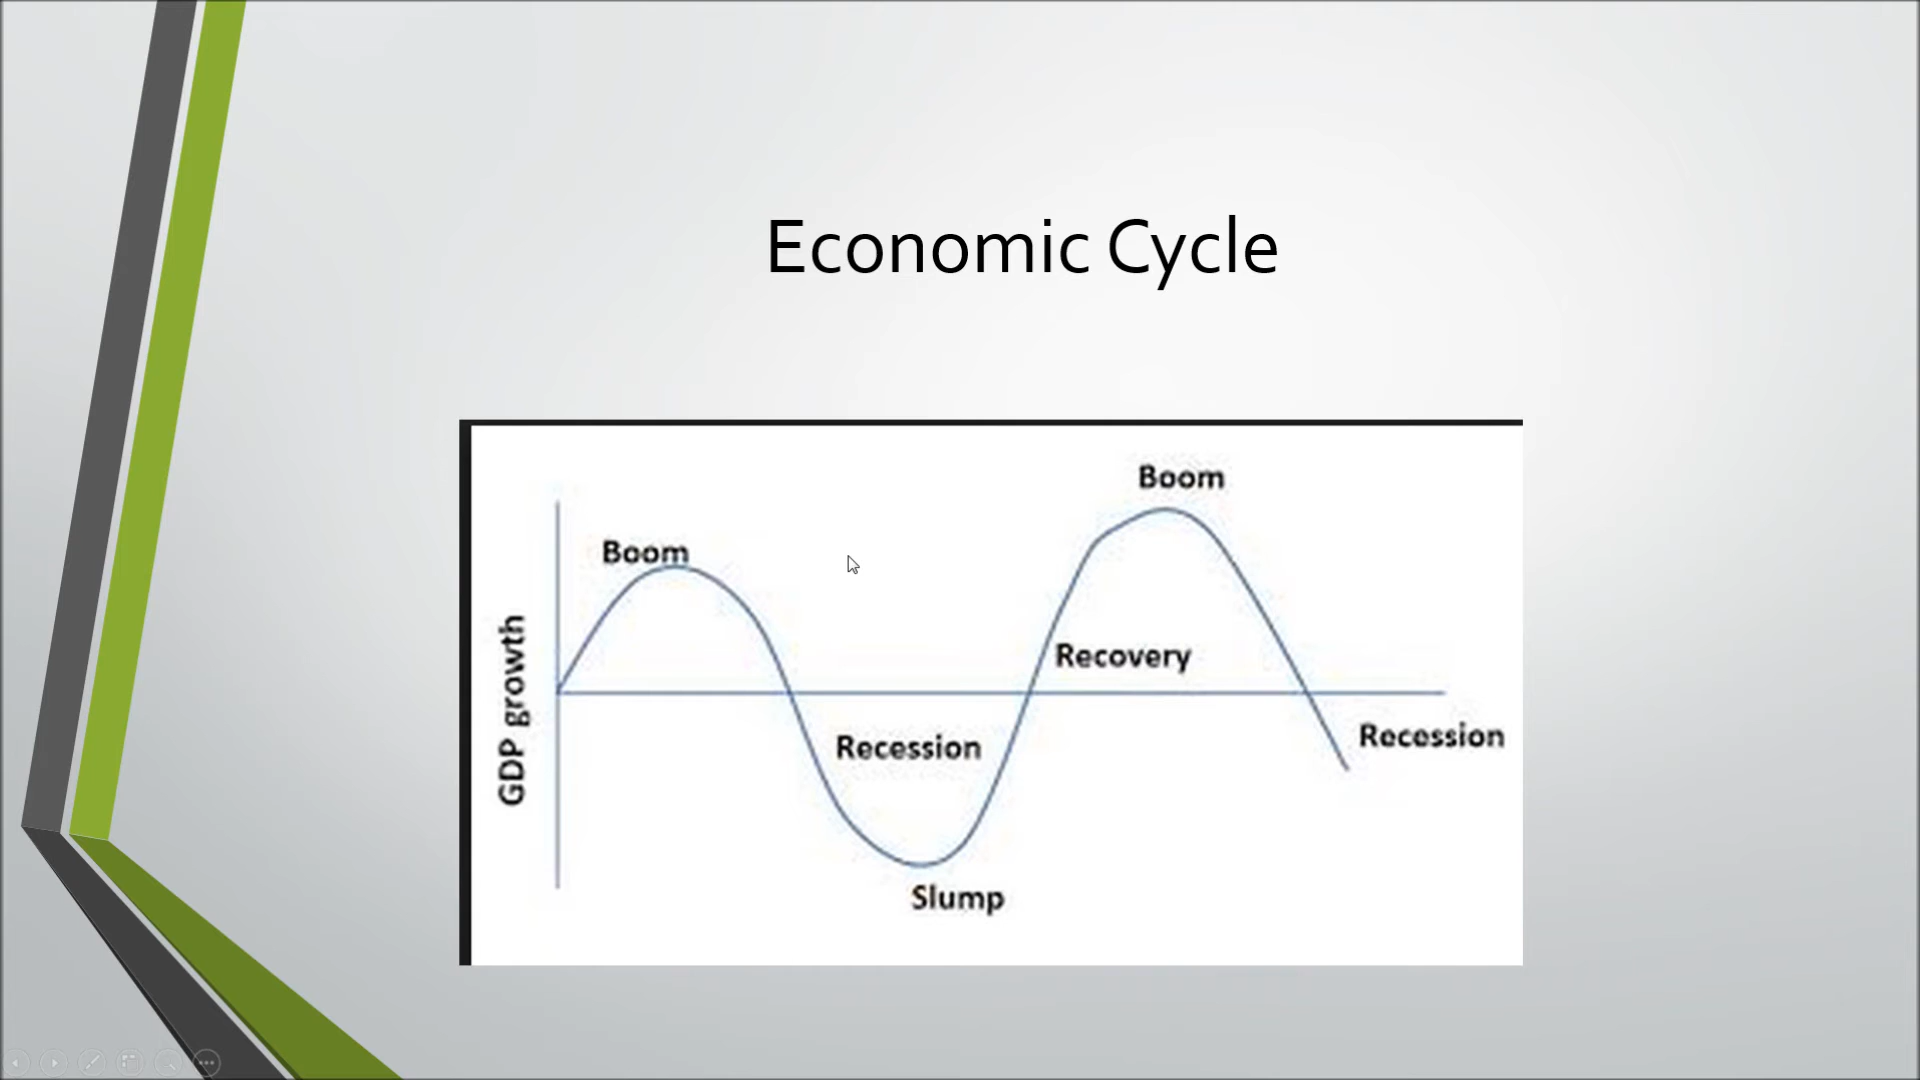 Economic Cycle
Boom
Boom
GDP growth
Recovery
Recession
Recession
Slump